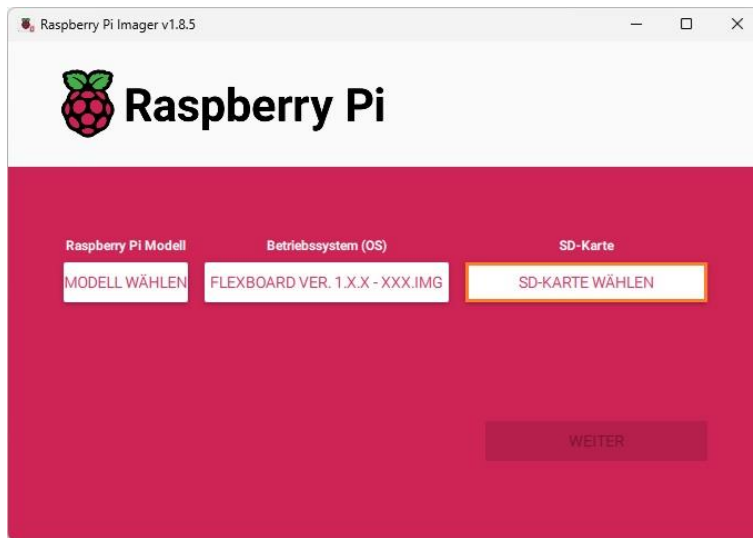 Raspberry Pi Imager v1.8.5
Raspberry Pi
Raspberry Pi Modell
Betriebssystem (OS)
SD-Karte
MODELL WÄHLEN
FLEXBOARD VER. 1.X.X - XXX.IMG
SD-KARTE WÄHLEN
WEITER